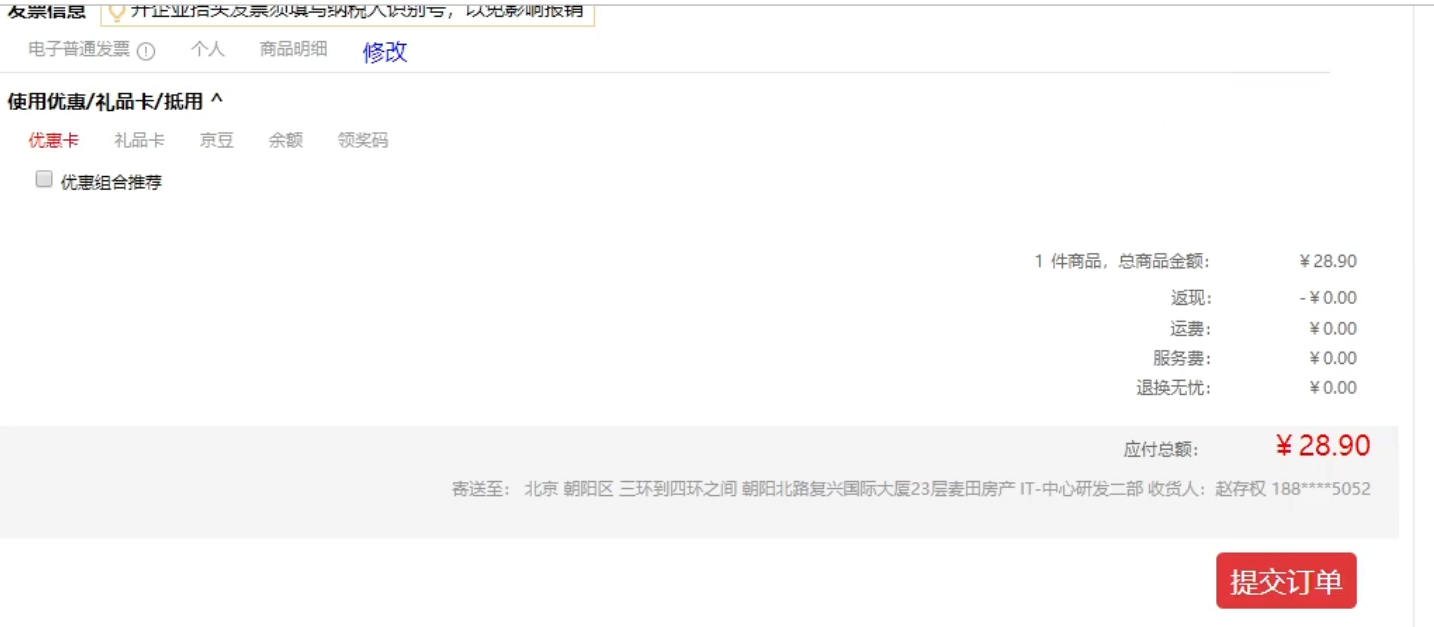 发票信息 开企业抬头发票须填写纳税人识别号，以免影响报销
电子普通发票 个人 商品明细 修改
使用优惠/礼品卡/抵用 ^
优惠卡 礼品卡 京豆 余额 领奖码
优惠组合推荐
1 件商品，总商品金额： ￥28.90
返现： -￥0.00
运费： ￥0.00
服务费： ￥0.00
退换无忧： ￥0.00
应付总额： ￥28.90
寄送至： 北京 朝阳区 三环到四环之间 朝阳北路复兴国际大厦23层麦田房产 IT-中心研发二部 收货人：赵存权 188****5052
提交订单